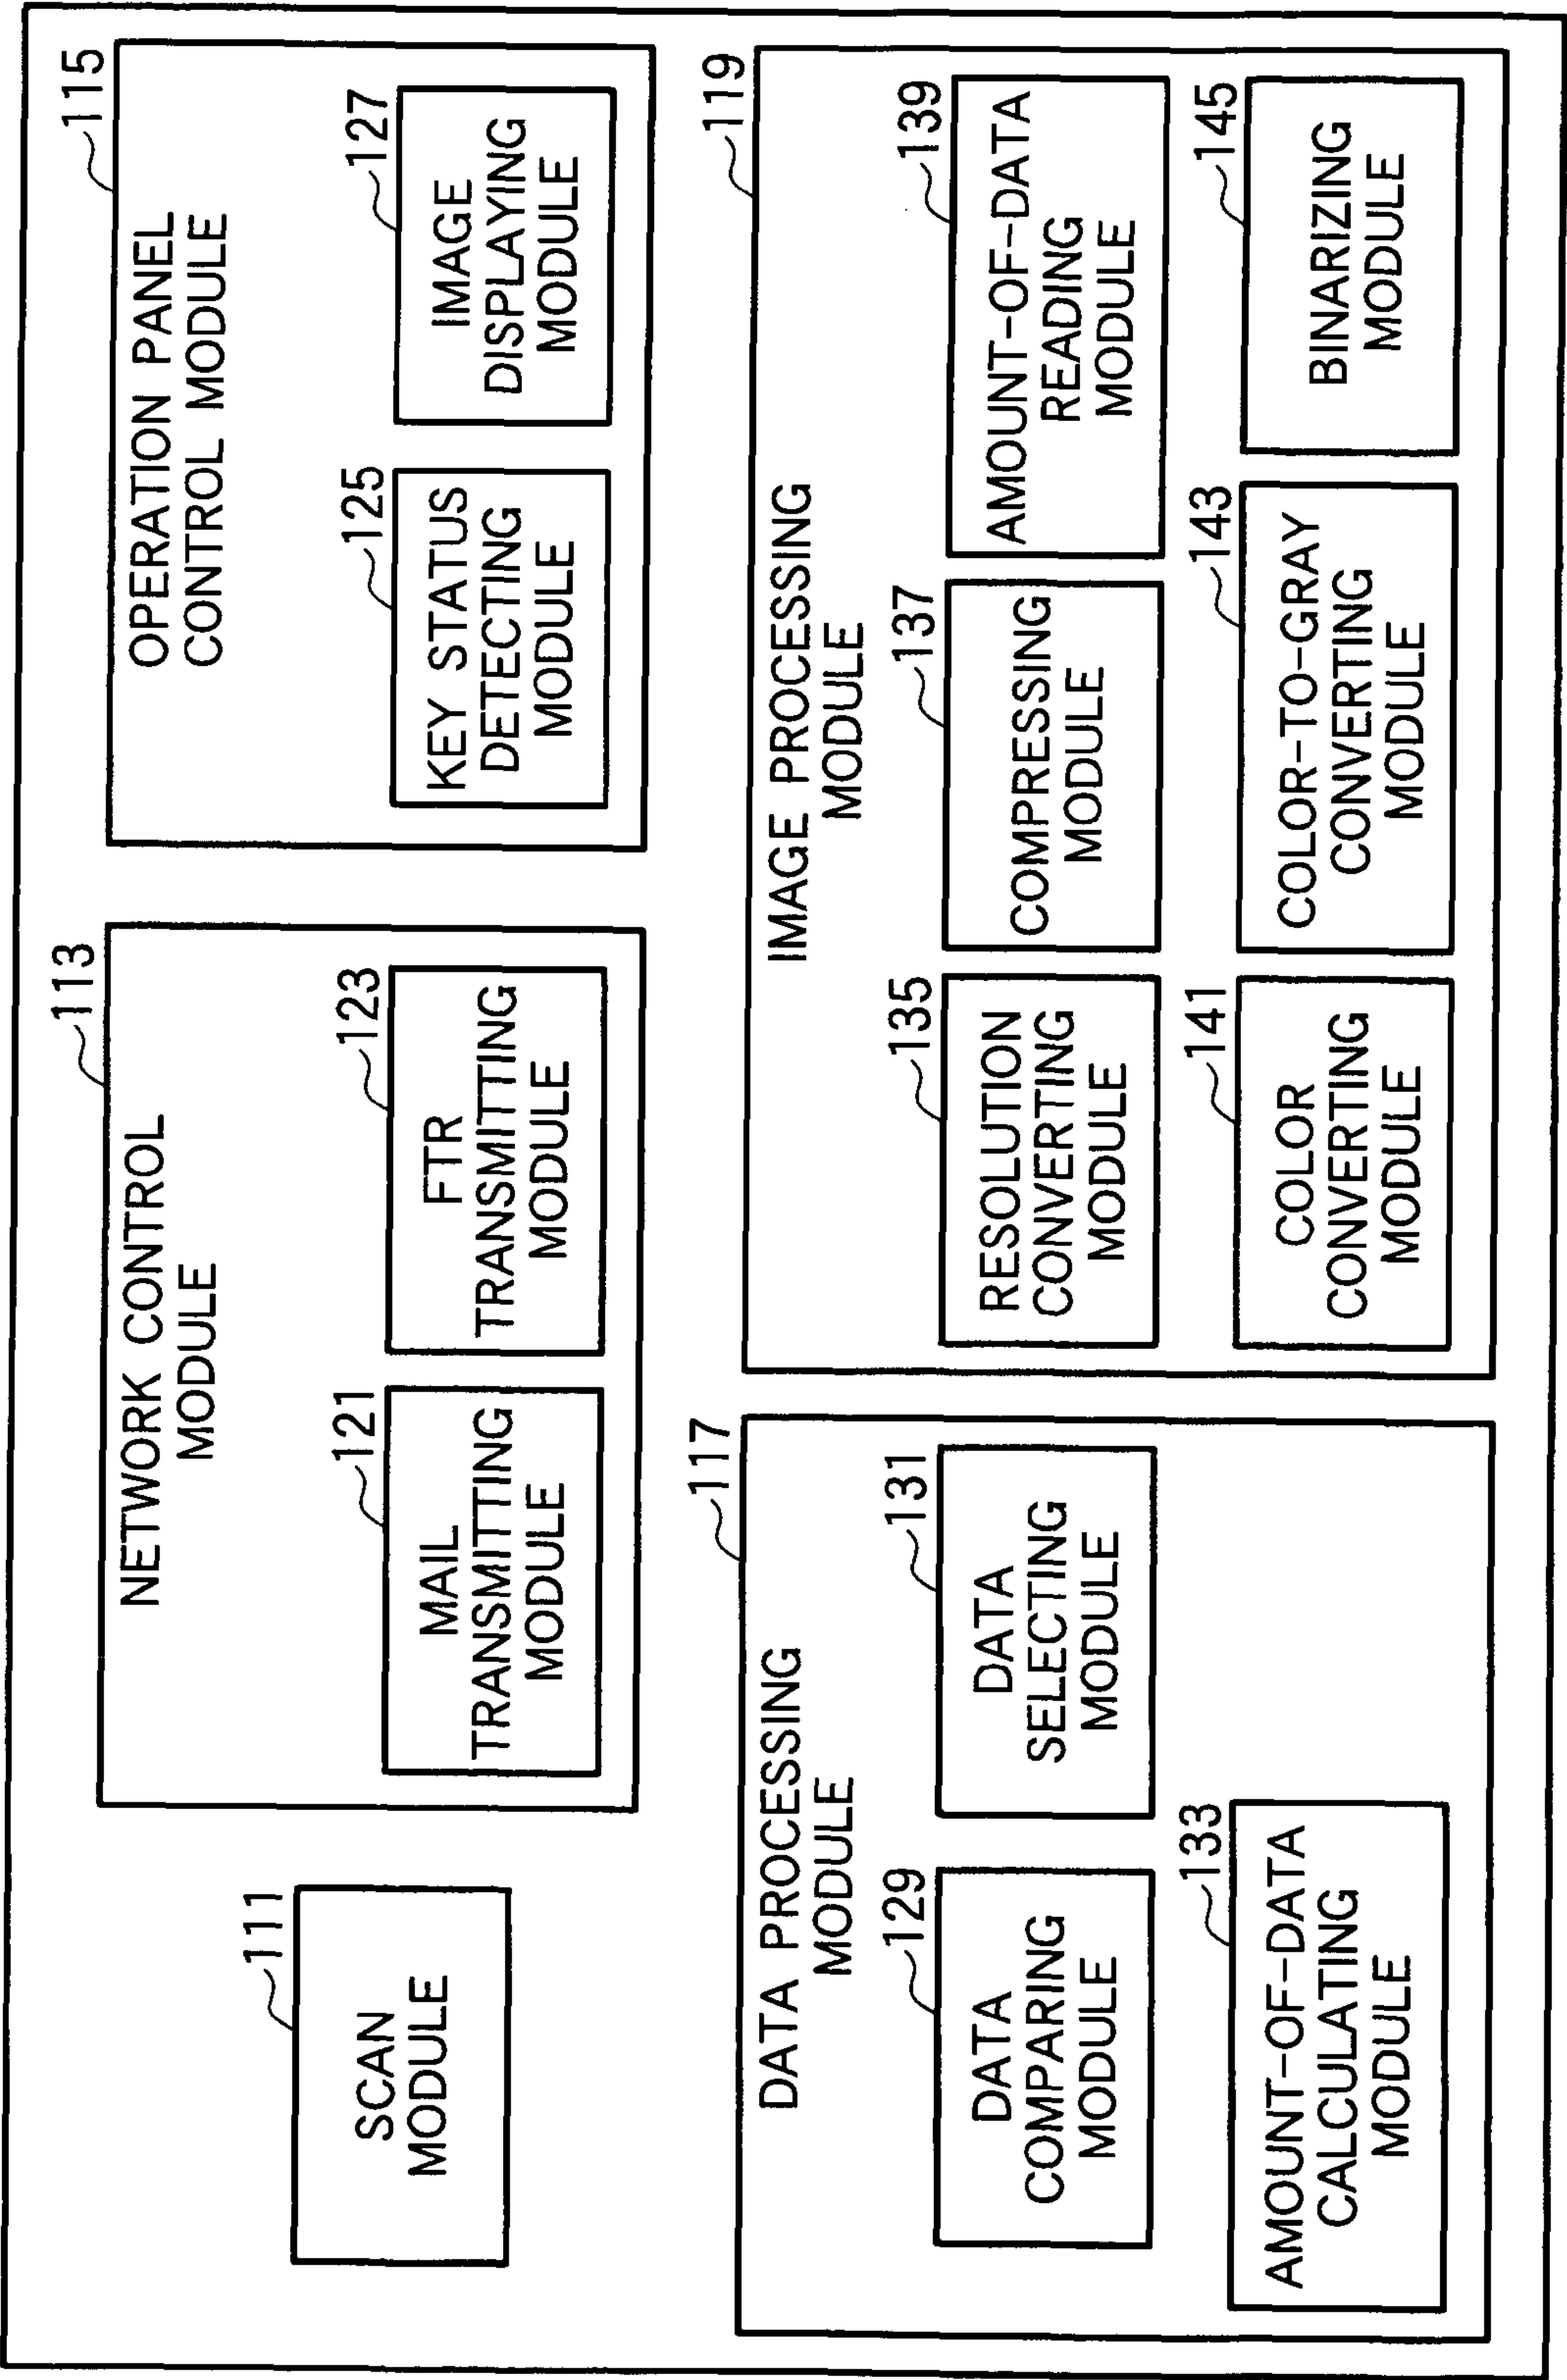 111
SCAN
MODULE
113
NETWORK CONTROL
MODULE
121
MAIL
TRANSMITTING
MODULE
123
FTR
TRANSMITTING
MODULE
115
OPERATION PANEL
CONTROL MODULE
125
KEY STATUS
DETECTING
MODULE
127
IMAGE
DISPLAYING
MODULE
117
DATA PROCESSING
MODULE
129
DATA
COMPARING
MODULE
131
DATA
SELECTING
MODULE
133
AMOUNT-OF-DATA
CALCULATING
MODULE
119
IMAGE PROCESSING
MODULE
135
RESOLUTION
CONVERTING
MODULE
137
COMPRESSING
MODULE
139
AMOUNT-OF-DATA
READING
MODULE
141
COLOR
CONVERTING
MODULE
143
COLOR-TO-GRAY
CONVERTING
MODULE
145
BINARIZING
MODULE